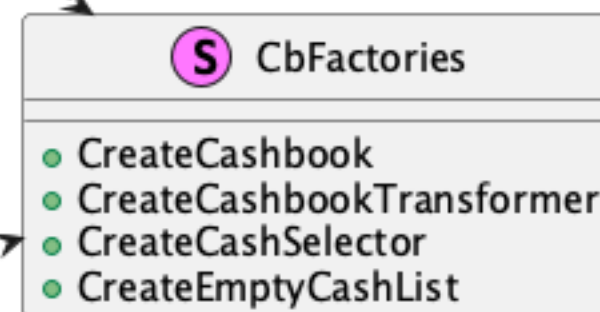 S CbFactories
CreateCashbook
CreateCashbookTransformer
CreateCashSelector
CreateEmptyCashList